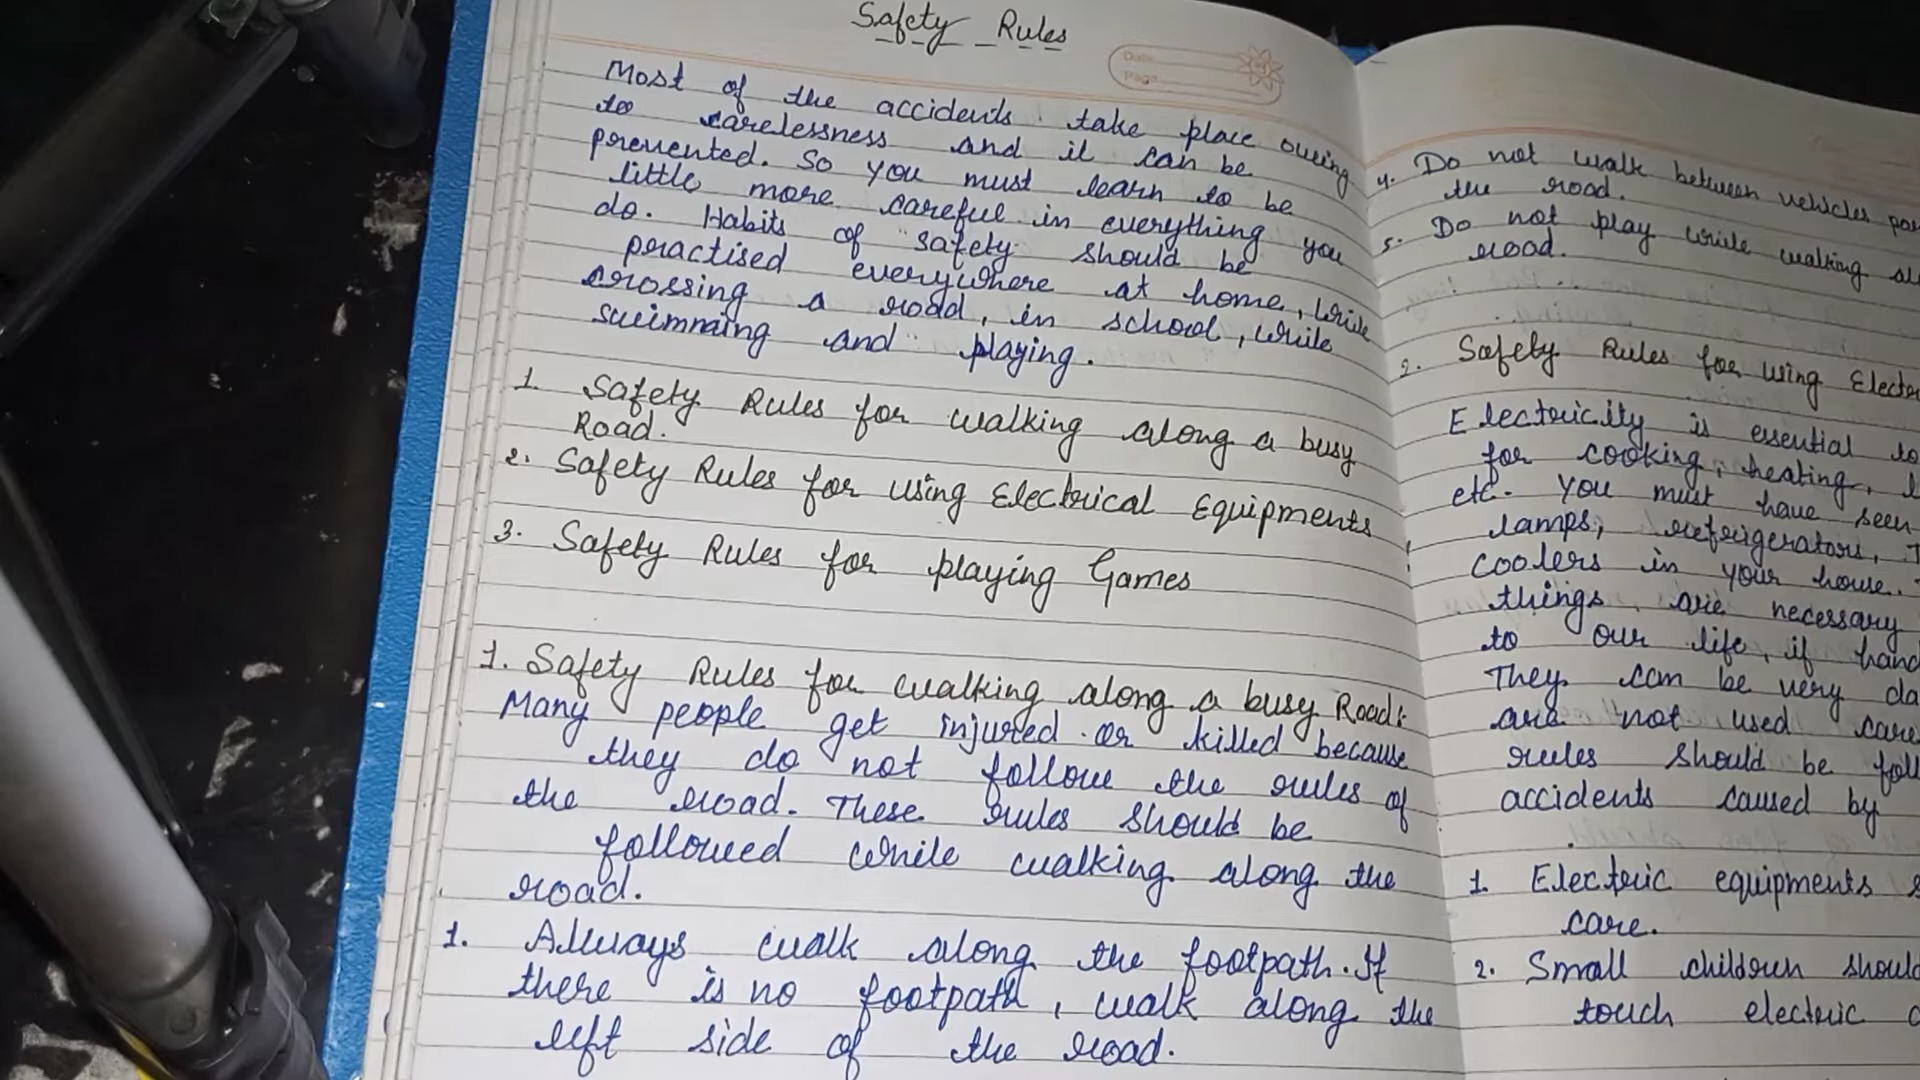 Safety Rules
Date
Page
Most of the accidents take place owing
to carelessness and it can be
prevented. So you must learn to be
little more careful in everything you
do. Habits of safety should be
practised everywhere at home, while
crossing a road, in school, while
swimming and playing.
1. Safety Rules for walking along a busy
Road.
2. Safety Rules for using Electrical Equipments
3. Safety Rules for playing Games
1. Safety Rules for walking along a busy Road:
Many people get injured or killed because
they do not follow the rules of
the road. These rules should be
followed while walking along the
road.
1. Always walk along the footpath. If
there is no footpath, walk along the
left side of the road.
4. Do not walk between vehicles
the road.
5. Do not play while walking
road.
2. Safety Rules for using
Electricity is essential to
for cooking, heating,
etc. You must have seen
lamps, refrigerators,
coolers in your house.
things are necessary
to our life, if
They can be very
are not used
rules should be
accidents caused by
1. Electric equipments
care.
2. Small children should
touch electric